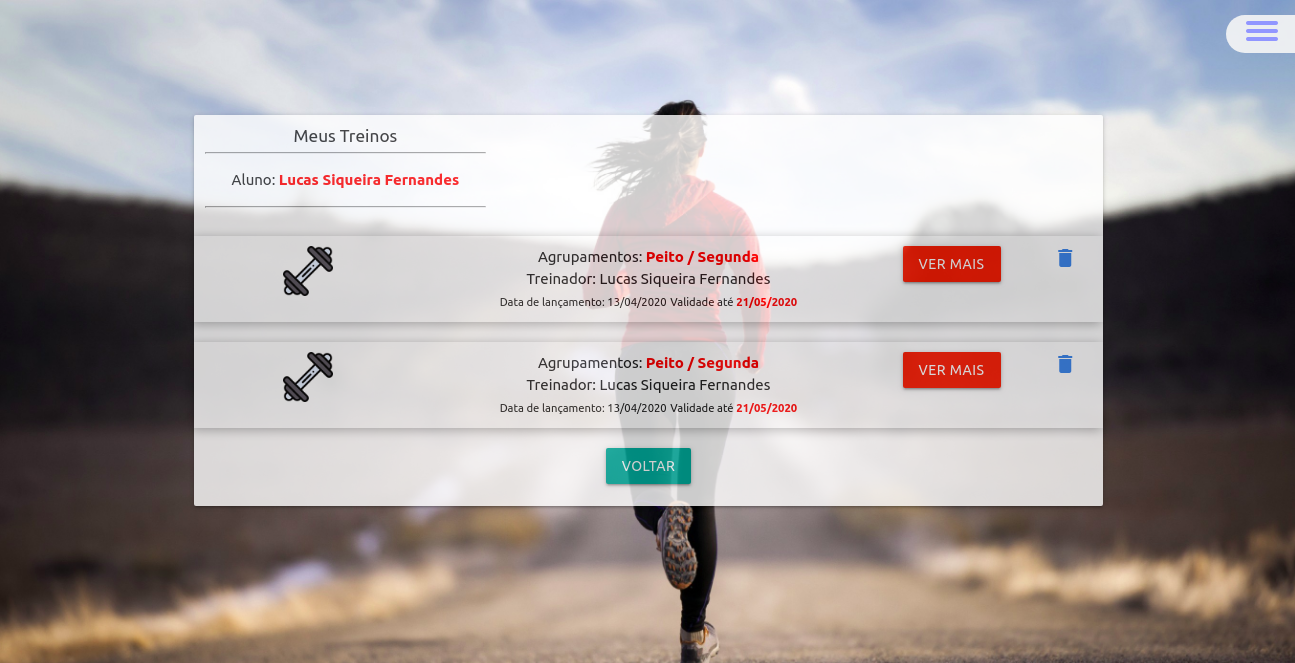 Meus Treinos
Aluno: Lucas Siqueira Fernandes
Agrupamentos: Peito / Segunda
Treinador: Lucas Siqueira Fernandes
Data de lançamento: 13/04/2020 Validade até 21/05/2020
VER MAIS
Agrupamentos: Peito / Segunda
Treinador: Lucas Siqueira Fernandes
Data de lançamento: 13/04/2020 Validade até 21/05/2020
VER MAIS
VOLTAR